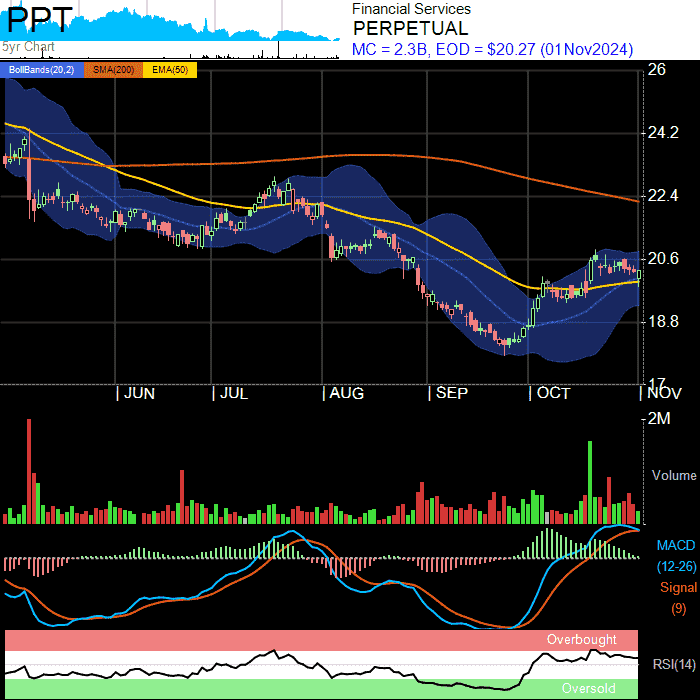 PPT
5yr Chart
Financial Services
PERPETUAL
MC = 2.3B, EOD = $20.27 (01Nov2024)
BollBands(20,2) SMA(200) EMA(50)
26
24.2
22.4
20.6
18.8
17
JUN JUL AUG SEP OCT NOV
2M
Volume
MACD
(12-26)
Signal
(9)
Overbought
RSI(14)
Oversold